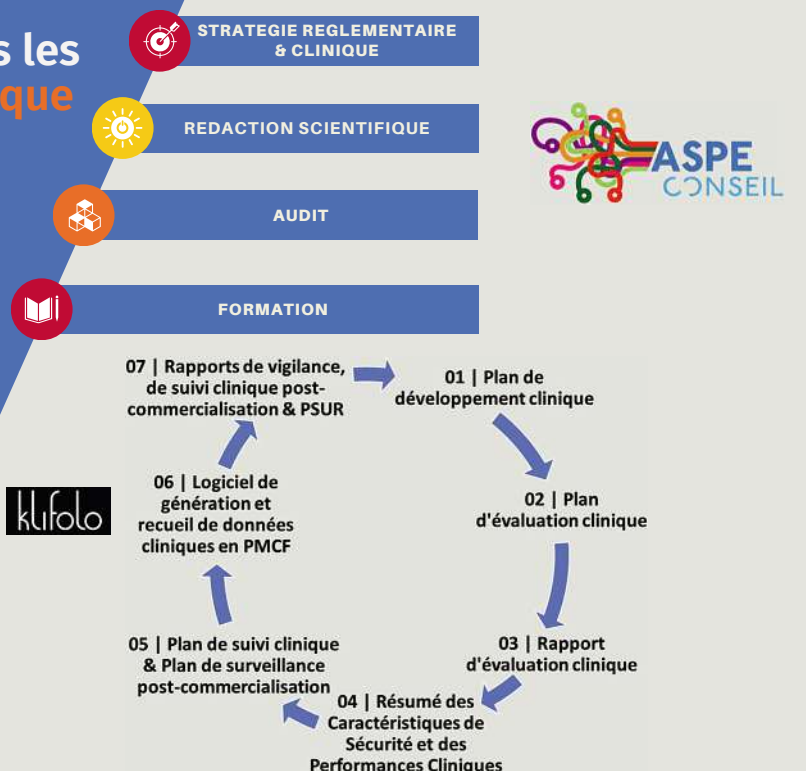 s les
que
STRATEGIE REGLEMENTAIRE
& CLINIQUE
REDACTION SCIENTIFIQUE
AUDIT
FORMATION
ASPE
CONSEIL
07 | Rapports de vigilance,
de suivi clinique post-
commercialisation & PSUR
01 | Plan de
développement clinique
02 | Plan
d'évaluation clinique
03 | Rapport
d'évaluation clinique
04 | Résumé des
Caractéristiques de
Sécurité et des
Performances Cliniques
05 | Plan de suivi clinique
& Plan de surveillance
post-commercialisation
06 | Logiciel de
génération et
recueil de données
cliniques en PMCF
klifolo